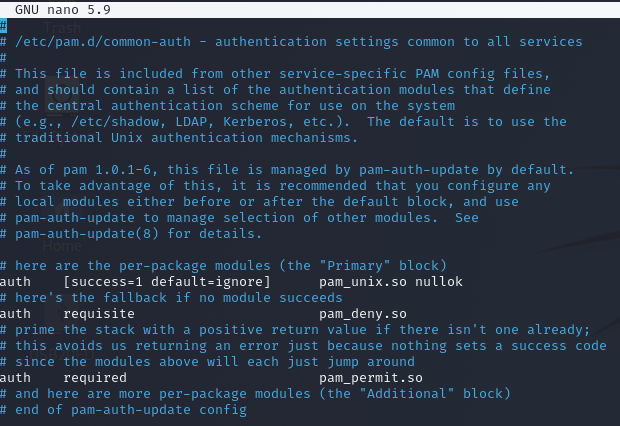 GNU nano 5.9
#
# /etc/pam.d/common-auth - authentication settings common to all services
#
# This file is included from other service-specific PAM config files,
# and should contain a list of the authentication modules that define
# the central authentication scheme for use on the system
# (e.g., /etc/shadow, LDAP, Kerberos, etc.).  The default is to use the
# traditional Unix authentication mechanisms.
#
# As of pam 1.0.1-6, this file is managed by pam-auth-update by default.
# To take advantage of this, it is recommended that you configure any
# local modules either before or after the default block, and use
# pam-auth-update to manage selection of other modules.  See
# pam-auth-update(8) for details.
# here are the per-package modules (the "Primary" block)
auth    [success=1 default=ignore]      pam_unix.so nullok
# here's the fallback if no module succeeds
auth    requisite                       pam_deny.so
# prime the stack with a positive return value if there isn't one already;
# this avoids us returning an error just because nothing sets a success code
# since the modules above will each just jump around
auth    required                        pam_permit.so
# and here are more per-package modules (the "Additional" block)
# end of pam-auth-update config
Trash
Home